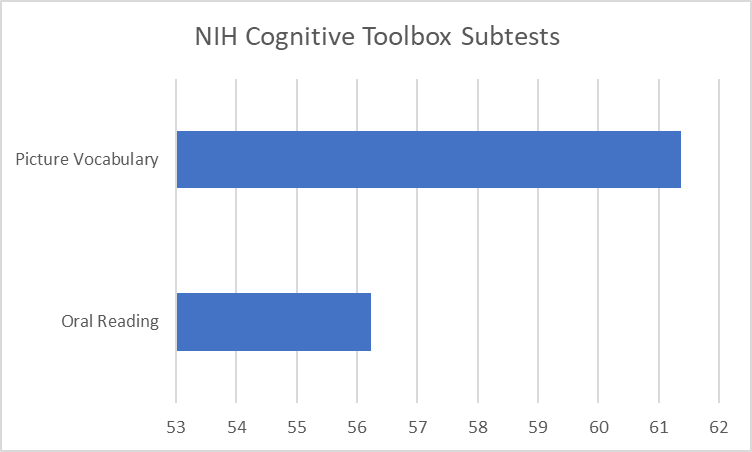 NIH Cognitive Toolbox Subtests
Picture Vocabulary
Oral Reading
53 54 55 56 57 58 59 60 61 62